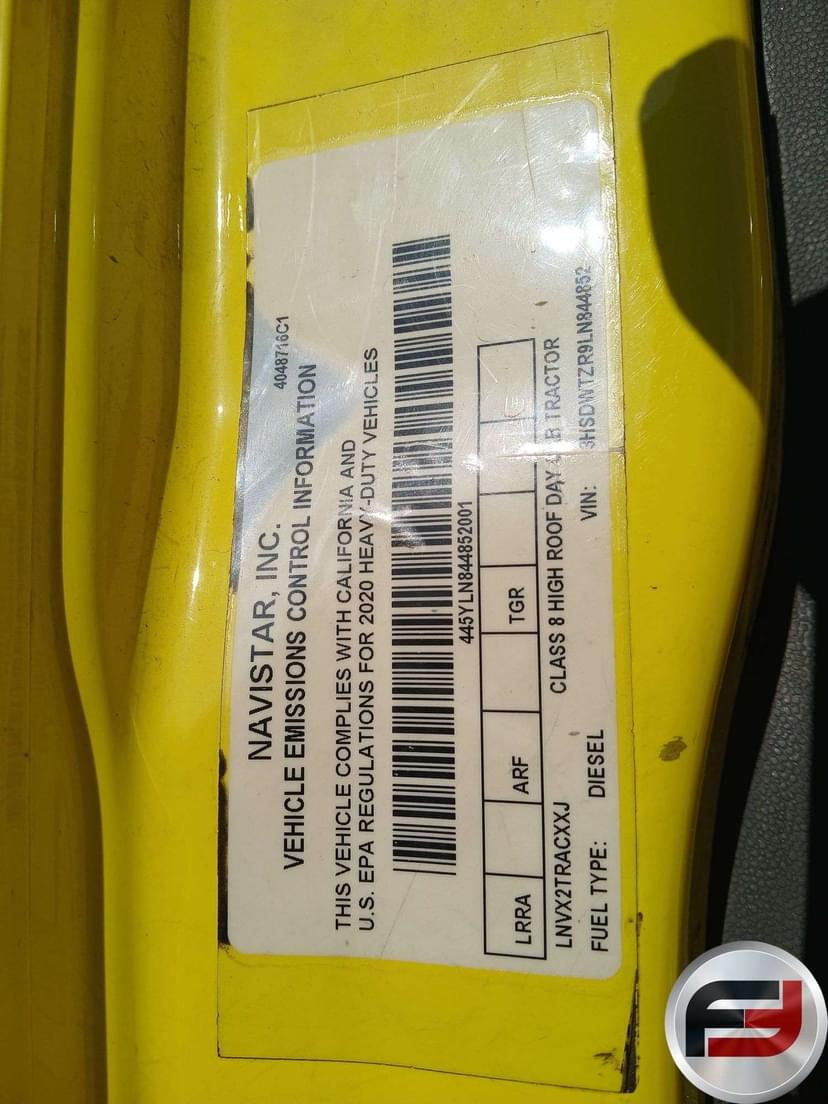 4048716C1
NAVISTAR, INC.
VEHICLE EMISSIONS CONTROL INFORMATION
THIS VEHICLE COMPLIES WITH CALIFORNIA AND
U.S. EPA REGULATIONS FOR 2020 HEAVY-DUTY VEHICLES
445YLN844852001
LRRA ARF TGR
LNVX2TRACXXJ CLASS 8 HIGH ROOF DAY CAB TRACTOR
FUEL TYPE: DIESEL VIN: 3HSDWTZR9LN844852